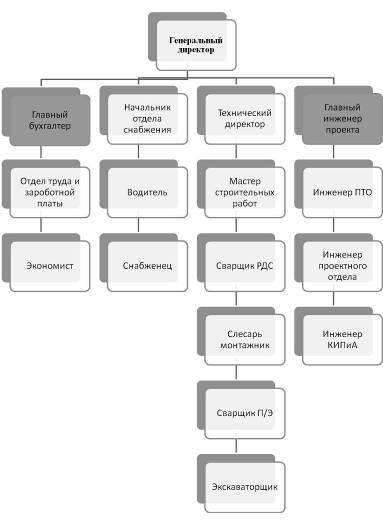 Генеральный
директор
Главный
бухгалтер
Начальник
отдела
снабжения
Технический
директор
Главный
инженер
проекта
Отдел труда и
зароботной
платы
Водитель
Мастер
строительных
работ
Инженер ПТО
Экономист
Снабженец
Сварщик РДС
Инженер
проектного
отдела
Слесарь
монтажник
Инженер
КИПиА
Сварщик П/Э
Экскаваторщик